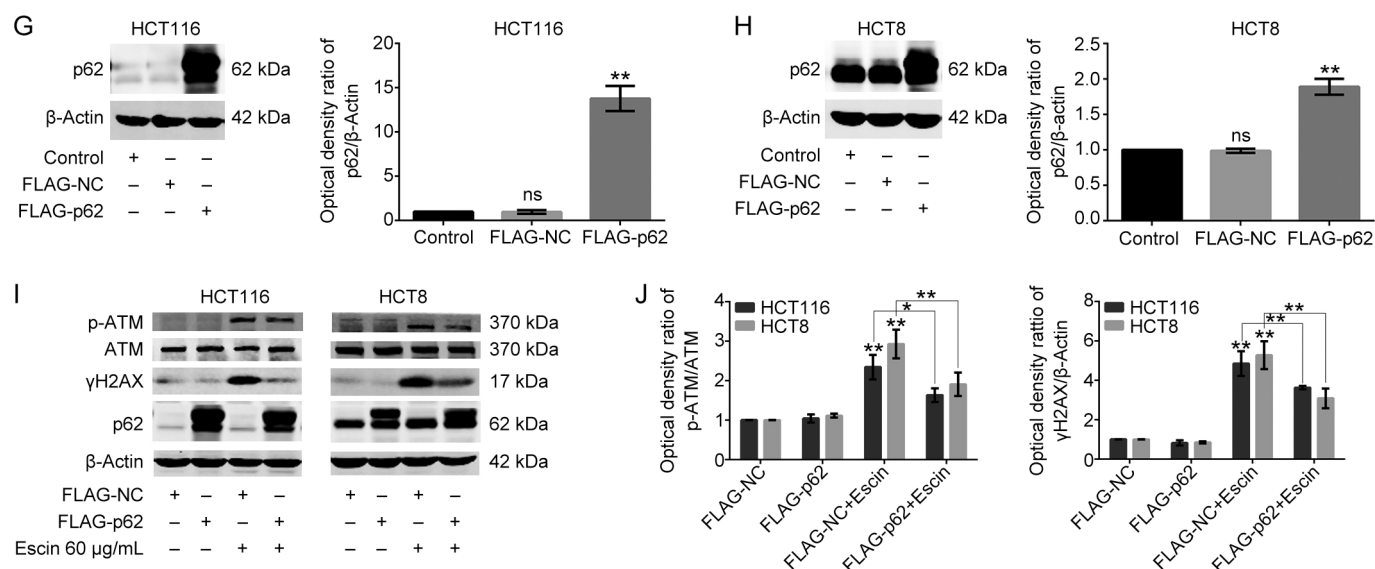 G
HCT116
p62
62 kDa
β-Actin
42 kDa
Control + – –
FLAG-NC – + –
FLAG-p62 – – +
HCT116
Optical density ratio of
p62/β-Actin
20
15
10
5
0
ns
**
Control FLAG-NC FLAG-p62
H
HCT8
p62
62 kDa
β-Actin
42 kDa
Control + – –
FLAG-NC – + –
FLAG-p62 – – +
HCT8
Optical density ratio of
p62/β-actin
2.5
2.0
1.5
1.0
0.5
0.0
ns
**
Control FLAG-NC FLAG-p62
I
HCT116 HCT8
p-ATM 370 kDa
ATM 370 kDa
γH2AX 17 kDa
p62 62 kDa
β-Actin 42 kDa
FLAG-NC + – + – + – + –
FLAG-p62 – + – + – + – +
Escin 60 μg/mL – – + + – – + +
J
Optical density ratio of
p-ATM/ATM
4
3
2
1
0
HCT116
HCT8
**
*
** **
FLAG-NC
FLAG-p62
FLAG-NC+Escin
FLAG-p62+Escin
Optical density ratio of
γH2AX/β-Actin
8
6
4
2
0
HCT116
HCT8
**
**
** **
FLAG-NC
FLAG-p62
FLAG-NC+Escin
FLAG-p62+Escin